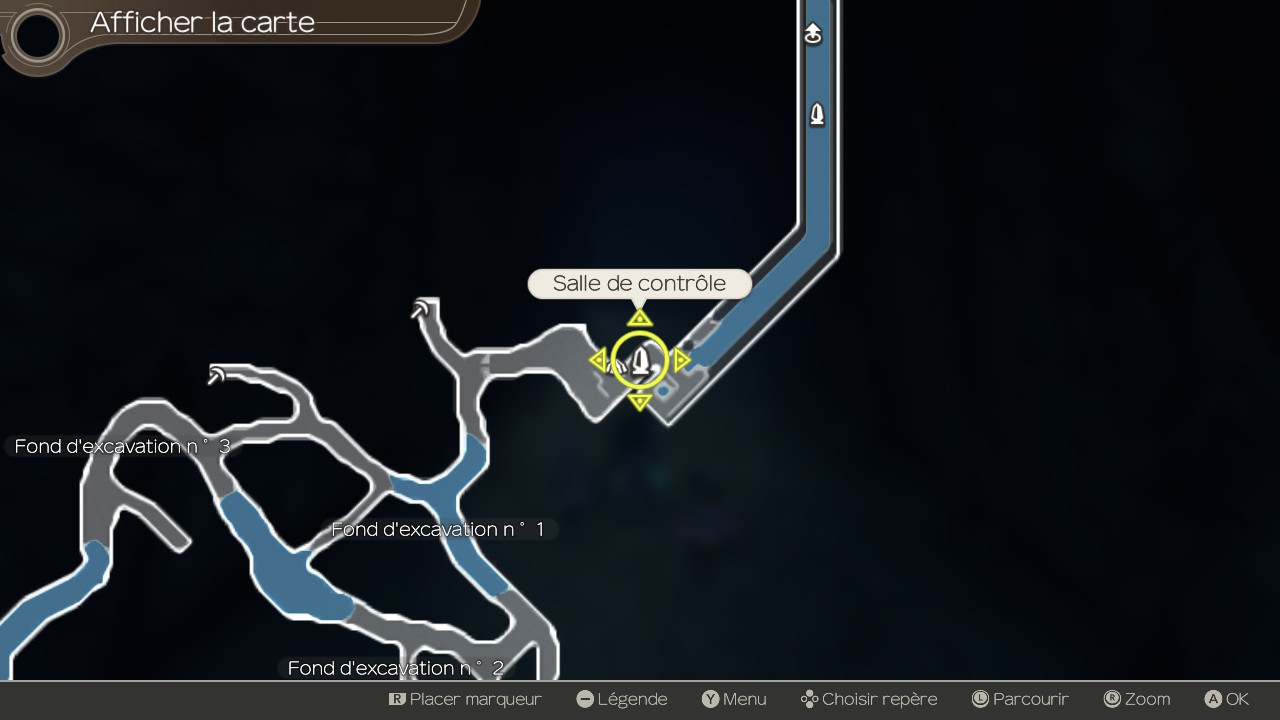 Afficher la carte
Salle de contrôle
Fond d'excavation n° 3
Fond d'excavation n° 1
Fond d'excavation n° 2
R Placer marqueur
Légende
Y Menu
Choisir repère
L Parcourir
R Zoom
A OK